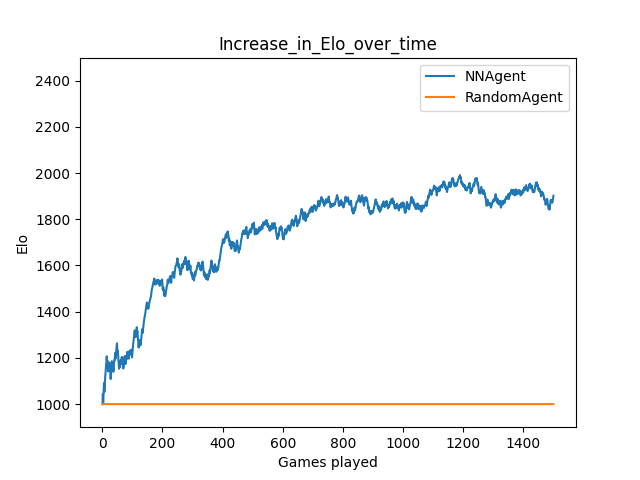 Increase_in_Elo_over_time
NNAgent
RandomAgent
2400
2200
2000
1800
1600
1400
1200
1000
Elo
0 200 400 600 800 1000 1200 1400
Games played